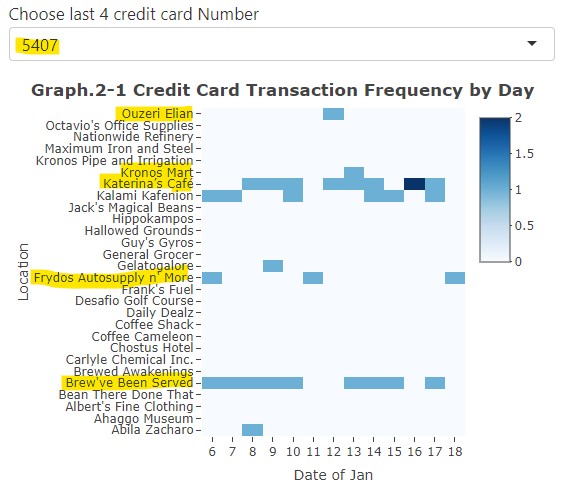 Choose last 4 credit card Number
5407
Graph.2-1 Credit Card Transaction Frequency by Day
Location
Ouzeri Elian
Octavio's Office Supplies
Nationwide Refinery
Maximum Iron and Steel
Kronos Pipe and Irrigation
Kronos Mart
Katerina's Café
Kalami Kafenion
Jack's Magical Beans
Hippokampos
Hallowed Grounds
Guy's Gyros
General Grocer
Gelatogalore
Frydos Autosupply n' More
Frank's Fuel
Desafio Golf Course
Daily Dealz
Coffee Shack
Coffee Cameleon
Chostus Hotel
Carlyle Chemical Inc.
Brewed Awakenings
Brew've Been Served
Bean There Done That
Albert's Fine Clothing
Ahaggo Museum
Abila Zacharo
6 7 8 9 10 11 12 13 14 15 16 17 18
Date of Jan
2
1.5
1
0.5
0